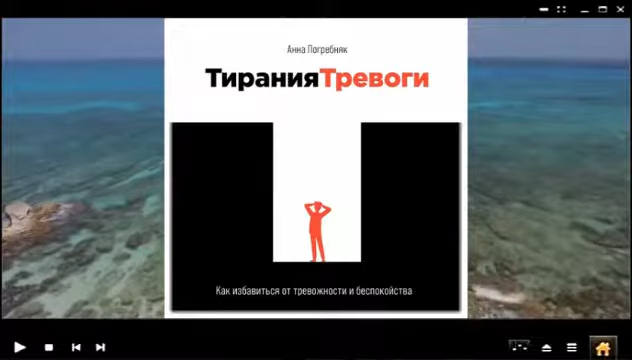 Анна Погребняк
ТиранияТревоги
Как избавиться от тревожности и беспокойства